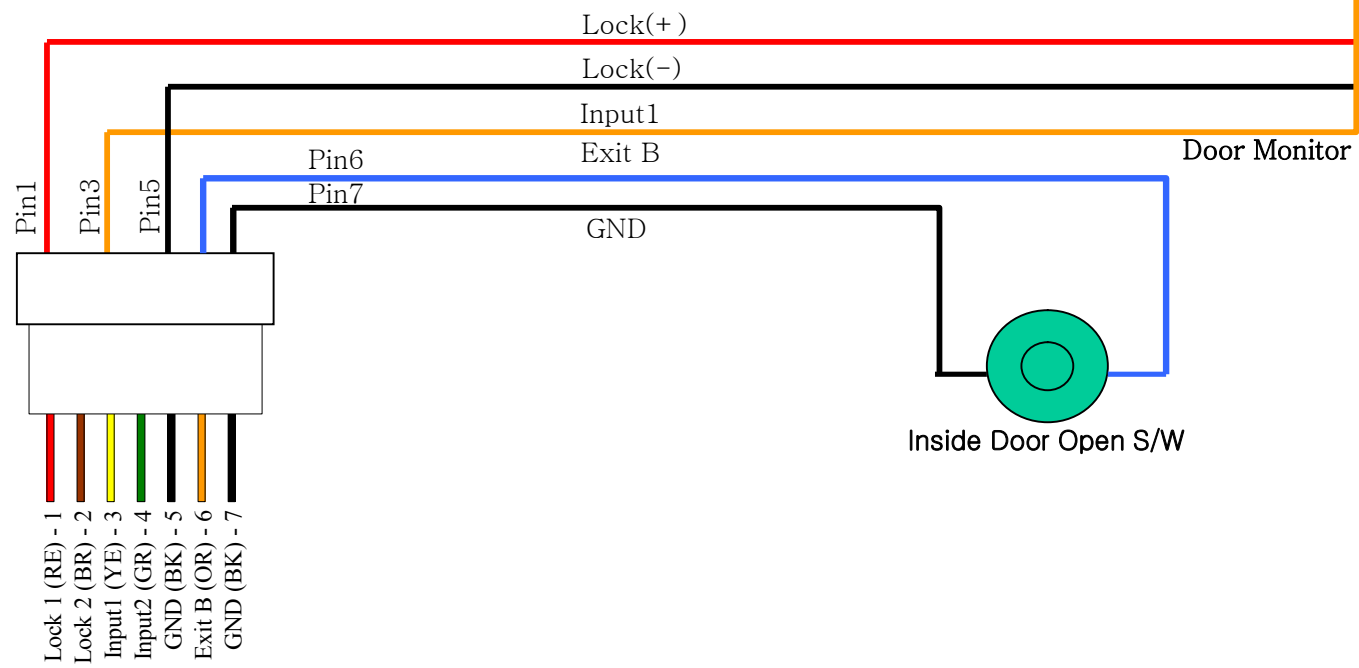 Lock(+)
Lock(-)
Input1
Exit B
Door Monitor
Pin6
Pin7
GND
Pin1
Pin3
Pin5
Inside Door Open S/W
Lock 1 (RE) - 1
Lock 2 (BR) - 2
Input1 (YE) - 3
Input2 (GR) - 4
GND (BK) - 5
Exit B (OR) - 6
GND (BK) - 7